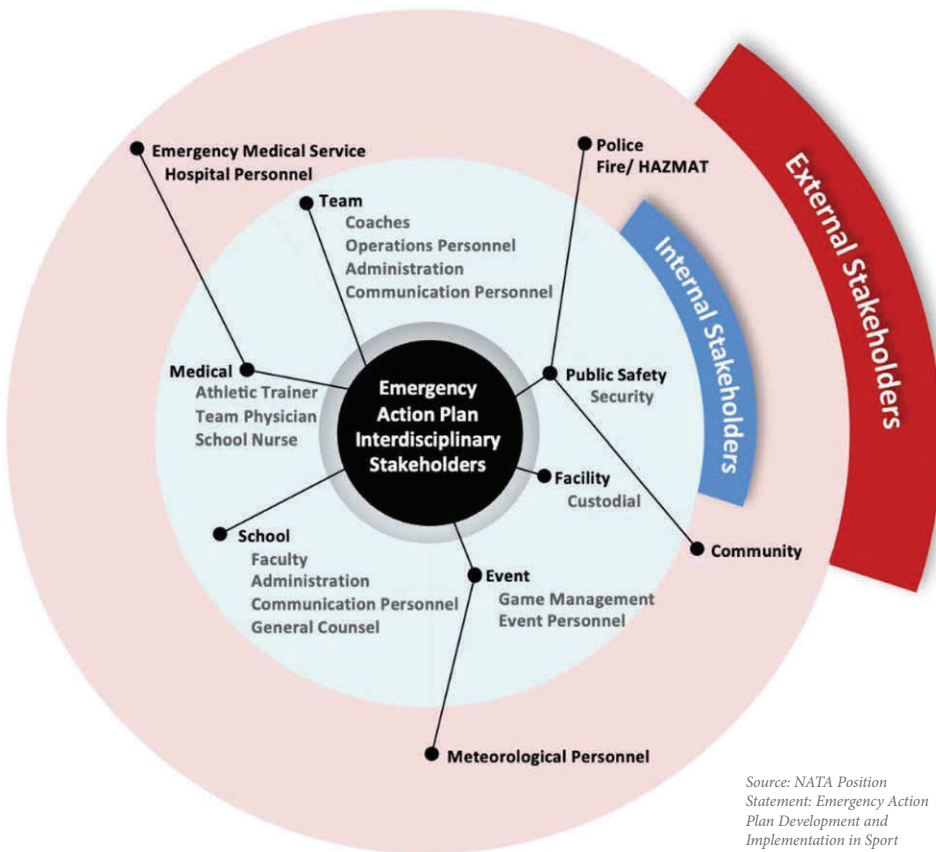 Emergency Medical Service
Hospital Personnel
Police
Fire/ HAZMAT
External Stakeholders
Internal Stakeholders
Team
Coaches
Operations Personnel
Administration
Communication Personnel
Medical
Athletic Trainer
Team Physician
School Nurse
Emergency
Action Plan
Interdisciplinary
Stakeholders
Public Safety
Security
Facility
Custodial
School
Faculty
Administration
Communication Personnel
General Counsel
Event
Game Management
Event Personnel
Community
Meteorological Personnel
Source: NATA Position
Statement: Emergency Action
Plan Development and
Implementation in Sport